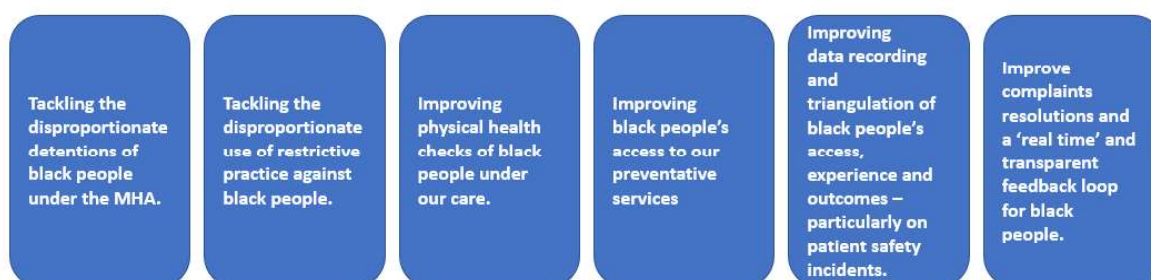 Tackling the
disproportionate
detentions of
black people
under the MHA.
Tackling the
disproportionate
use of restrictive
practice against
black people.
Improving
physical health
checks of black
people under
our care.
Improving
black people's
access to our
preventative
services
Improving
data recording
and
triangulation of
black people's
access,
experience and
outcomes –
particularly on
patient safety
incidents.
Improve
complaints
resolutions and
a 'real time' and
transparent
feedback loop
for black
people.